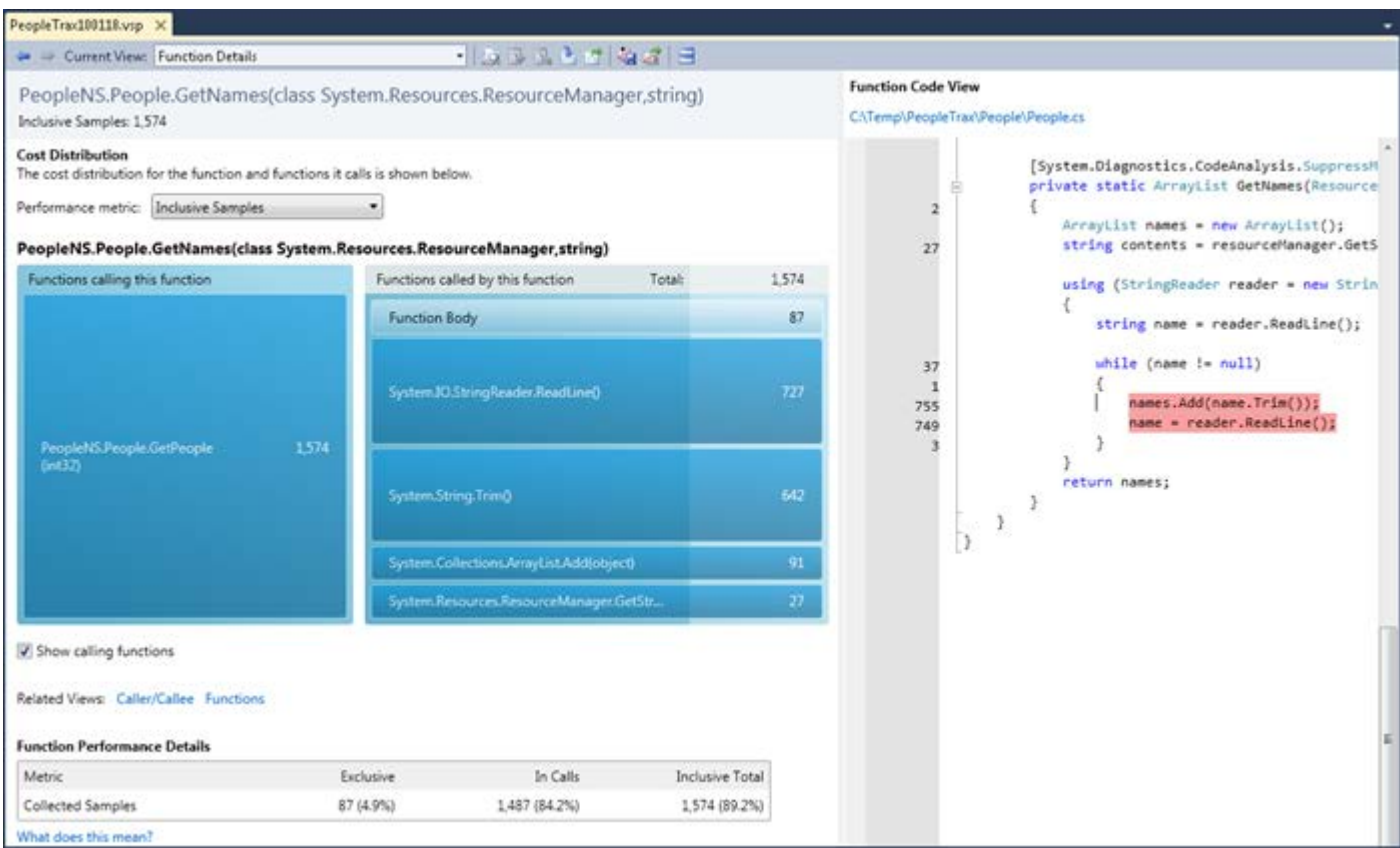 PeopleTrax100118.vsp
Current View: Function Details
PeopleNS.People.GetNames(class System.Resources.ResourceManager,string)
Inclusive Samples: 1,574
Cost Distribution
The cost distribution for the function and functions it calls is shown below.
Performance metric: Inclusive Samples
PeopleNS.People.GetNames(class System.Resources.ResourceManager,string)
Functions calling this function
PeopleNS.People.GetPeople 1,574
(int32)
Functions called by this function Total: 1,574
Function Body 87
System.IO.StringReader.ReadLine() 727
System.String.Trim() 642
System.Collections.ArrayList.Add(object) 91
System.Resources.ResourceManager.GetStr... 27
Show calling functions
Related Views: Caller/Callee Functions
Function Performance Details
Metric Exclusive In Calls Inclusive Total
Collected Samples 87 (4.9%) 1,487 (84.2%) 1,574 (89.2%)
What does this mean?
Function Code View
C:\Temp\PeopleTrax\People\People.cs
[System.Diagnostics.CodeAnalysis.SuppressM
private static ArrayList GetNames(Resource
2 {
ArrayList names = new ArrayList();
27 string contents = resourceManager.GetS
using (StringReader reader = new Strin
{
string name = reader.ReadLine();
37 while (name != null)
1 {
755 names.Add(name.Trim());
749 name = reader.ReadLine();
3 }
}
return names;
}
}
}